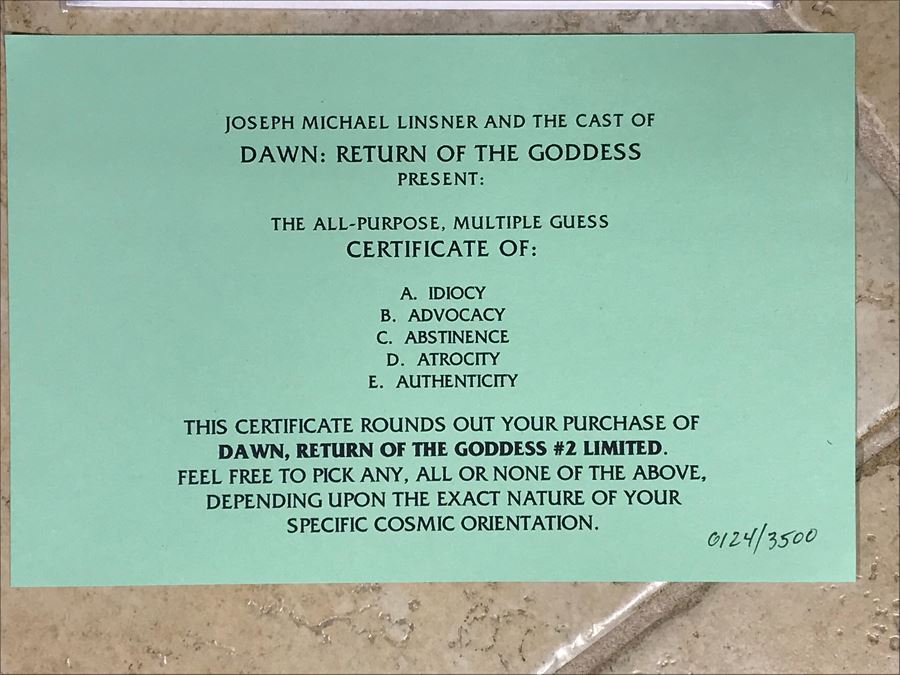 JOSEPH MICHAEL LINSNER AND THE CAST OF
DAWN: RETURN OF THE GODDESS
PRESENT:
THE ALL-PURPOSE, MULTIPLE GUESS
CERTIFICATE OF:
A. IDIOCY
B. ADVOCACY
C. ABSTINENCE
D. ATROCITY
E. AUTHENTICITY
THIS CERTIFICATE ROUNDS OUT YOUR PURCHASE OF
DAWN, RETURN OF THE GODDESS #2 LIMITED.
FEEL FREE TO PICK ANY, ALL OR NONE OF THE ABOVE,
DEPENDING UPON THE EXACT NATURE OF YOUR
SPECIFIC COSMIC ORIENTATION.
0124/3500